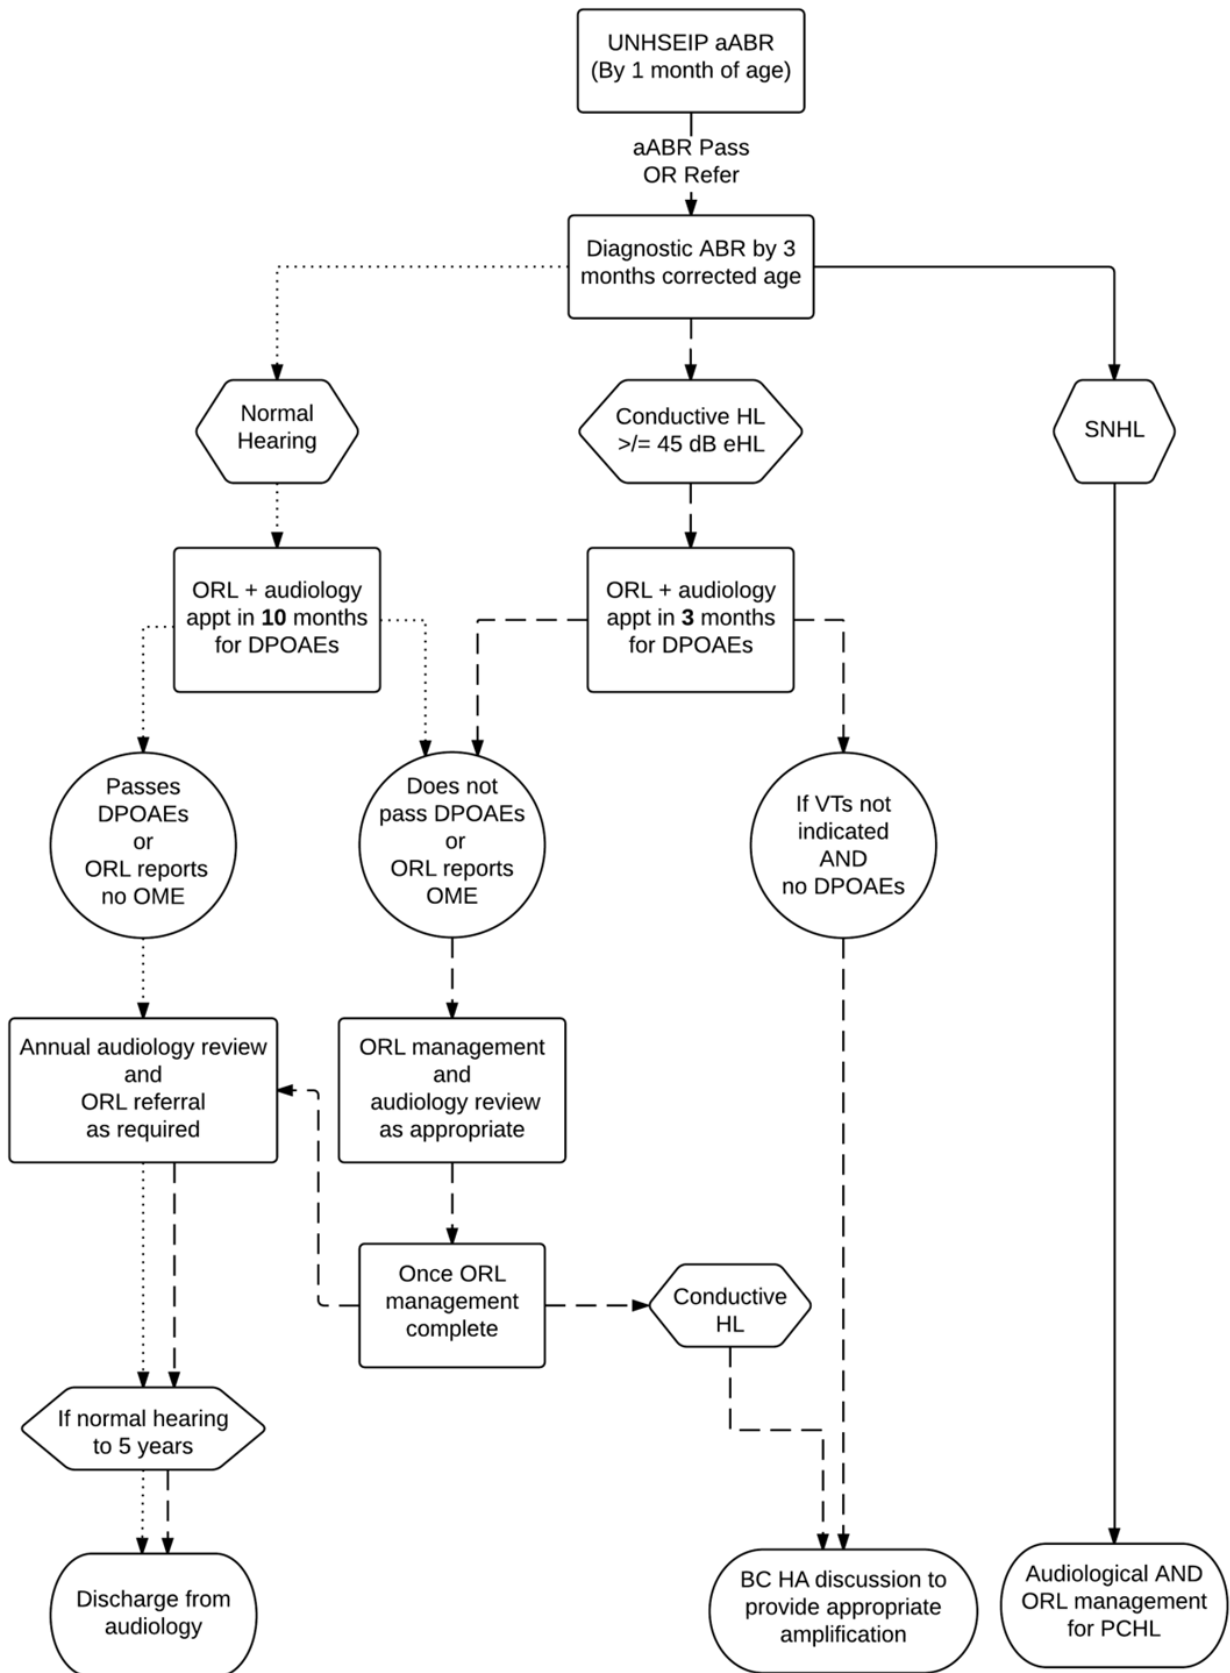 UNHSEIP aABR
(By 1 month of age)
aABR Pass
OR Refer
Diagnostic ABR by 3
months corrected age
Normal
Hearing
Conductive HL
>/= 45 dB eHL
SNHL
ORL + audiology
appt in 10 months
for DPOAEs
ORL + audiology
appt in 3 months
for DPOAEs
Passes
DPOAEs
or
ORL reports
no OME
Does not
pass DPOAEs
or
ORL reports
OME
If VTs not
indicated
AND
no DPOAEs
Annual audiology review
and
ORL referral
as required
ORL management
and
audiology review
as appropriate
Once ORL
management
complete
Conductive
HL
If normal hearing
to 5 years
Discharge from
audiology
BC HA discussion to
provide appropriate
amplification
Audiological AND
ORL management
for PCHL